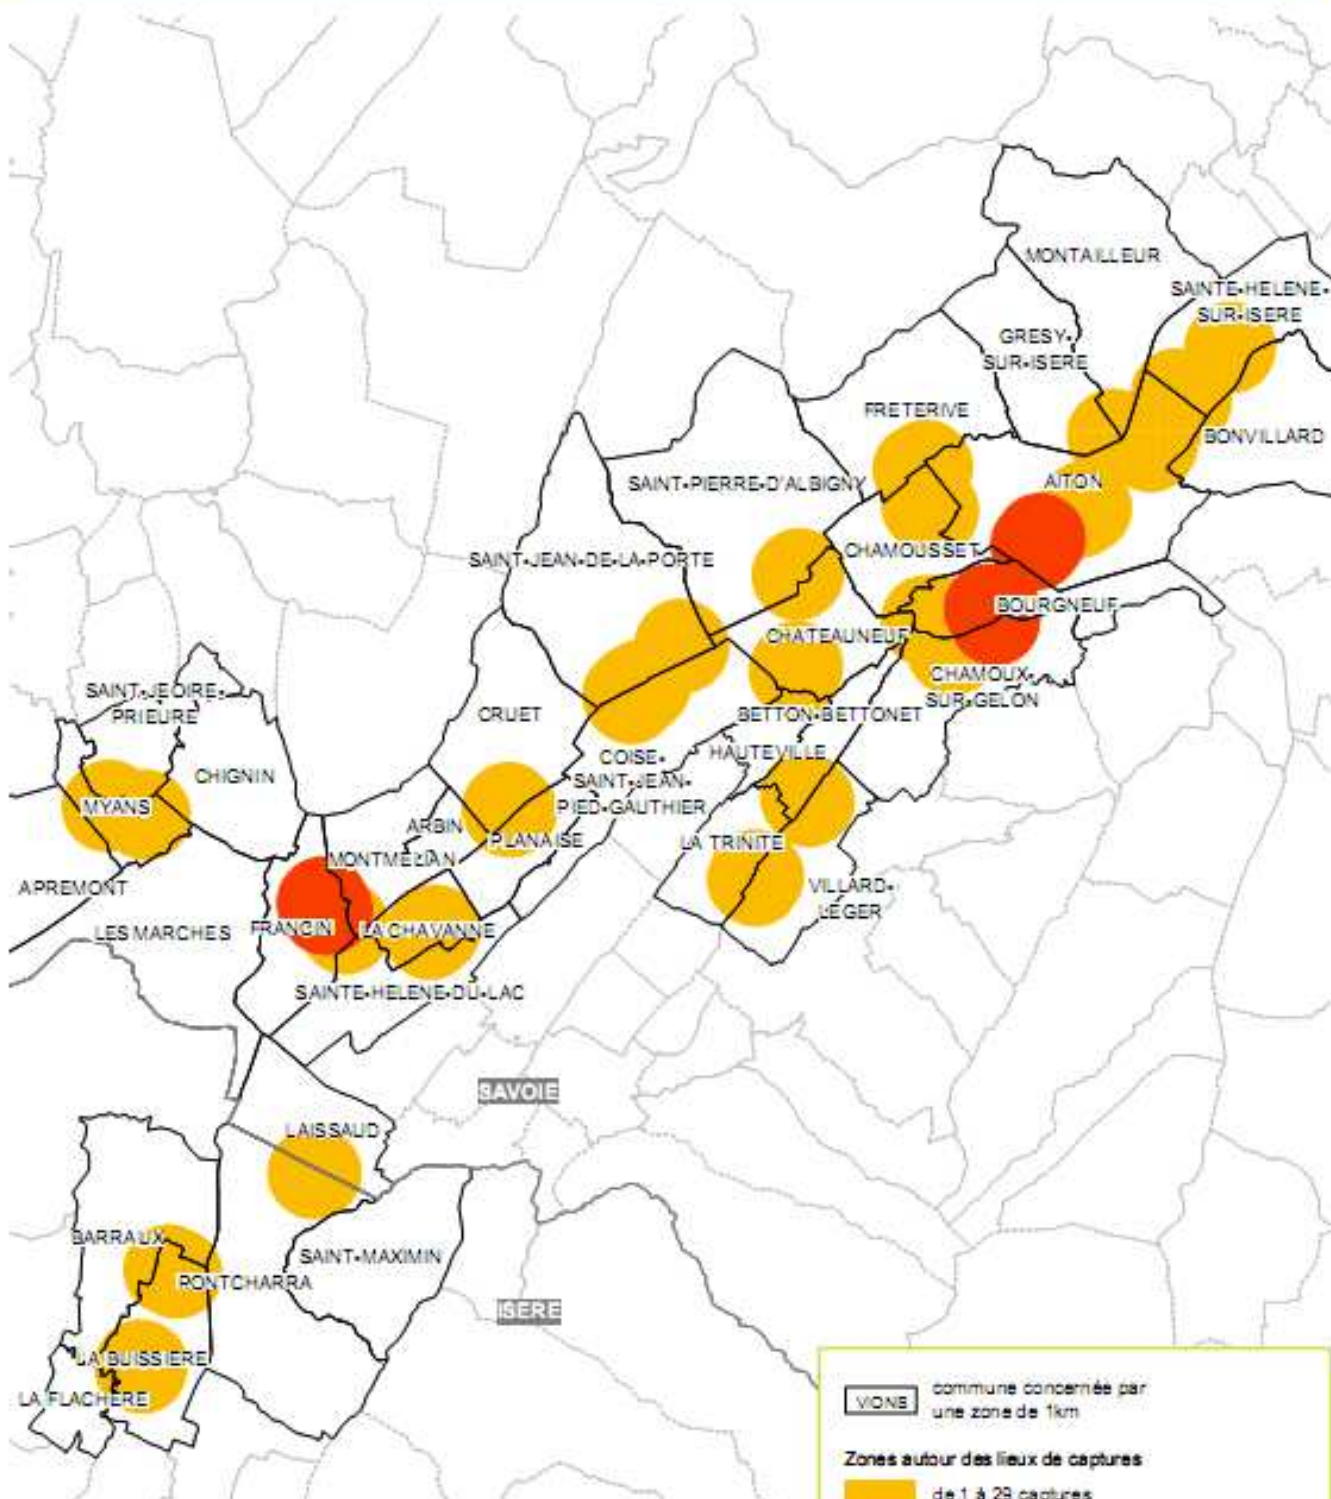 MONTAILLEUR
SAINTE-HELENE-
SUR-ISERE
GRESY-
SUR-ISERE
FRETERIVE
BONVILLARD
SAINT-PIERRE-D'ALBIGNY
AITON
CHAMOUSSET
SAINT-JEAN-DE-LA-PORTE
BOURGNEUF
CHATEAUNEUF
CHAMOUX-
SUR-GELON
SAINT-JEOIRE-
PRIEURE
CRUET
BETTON-BETTONET
HAUTEVILLE
COISE-
SAINT-JEAN-
PIED-GAUTHIER
CHIGNIN
MYANS
ARBIN
PLANAISE
LA TRINITE
MONTMELIAN
APREMONT
VILLARD-
LEGER
LES MARCHES
FRANCIN
LA CHAVANNE
SAINTE-HELENE-DU-LAC
SAVOIE
LAISSAUD
BARRAUX
SAINT-MAXIMIN
PONTCHARRA
ISERE
LA BUISSIERE
LA FLACHERE
VIONS
commune concernée par
une zone de 1km
Zones autour des lieux de captures
de 1 à 29 captures